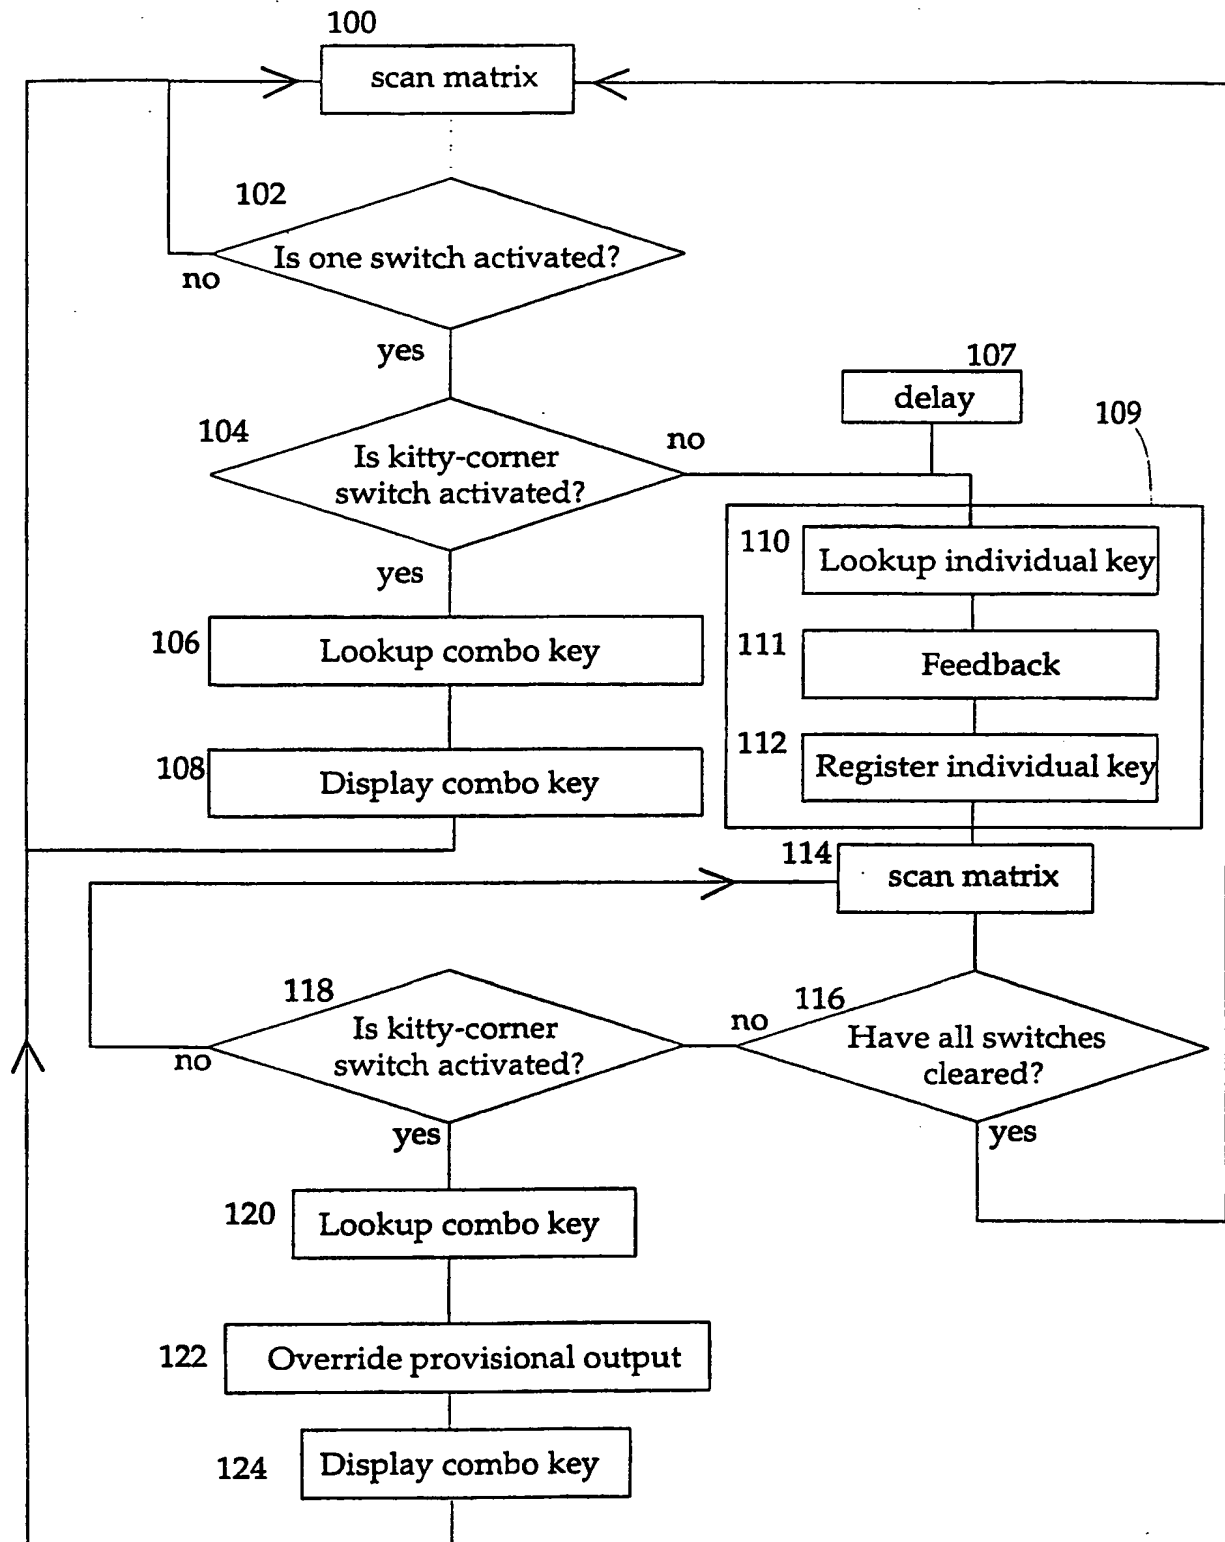 100
scan matrix
102
Is one switch activated?
no
yes
107
delay
109
104
Is kitty-corner
switch activated?
no
yes
110
Lookup individual key
106
Lookup combo key
111
Feedback
108
Display combo key
112
Register individual key
114
scan matrix
118
Is kitty-corner
switch activated?
no
116
no
Have all switches
cleared?
yes
yes
120
Lookup combo key
122
Override provisional output
124
Display combo key